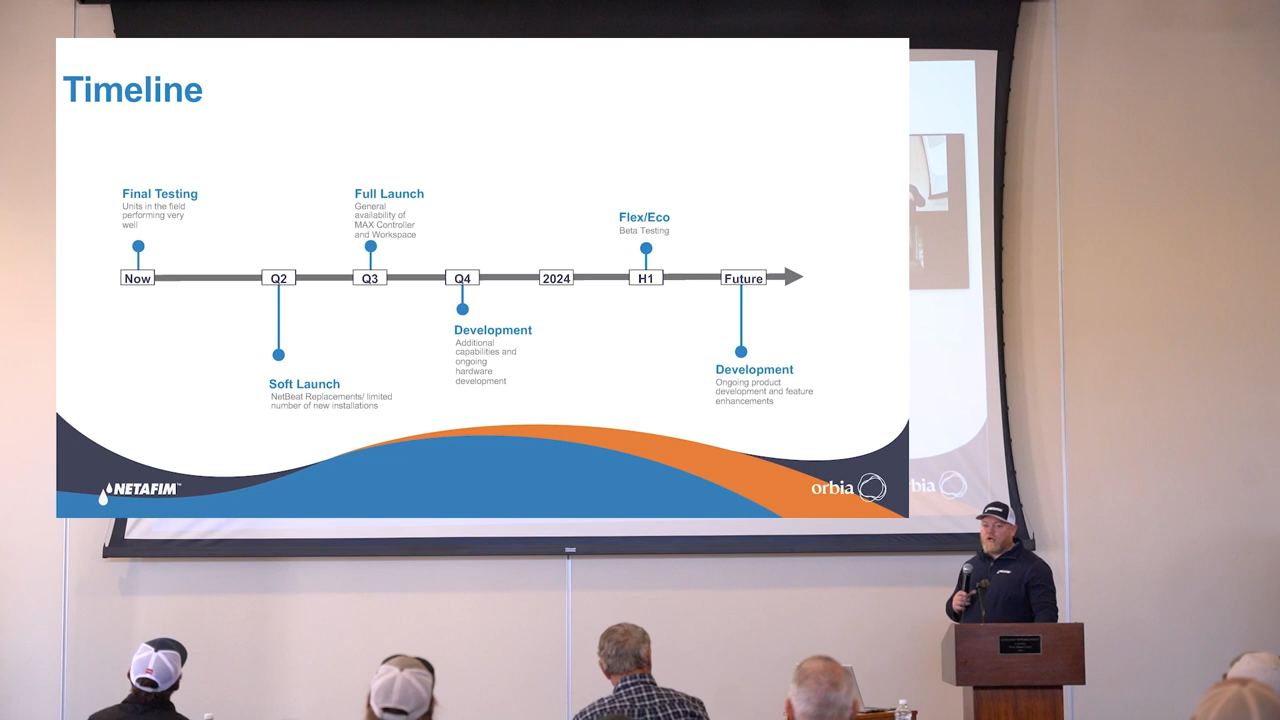 Timeline
Final Testing
Units in the field
performing very
well
Full Launch
General
availability of
MAX Controller
and Workspace
Flex/Eco
Beta Testing
Now
Q2
Q3
Q4
2024
H1
Future
Development
Additional
capabilities and
ongoing
hardware
development
Development
Ongoing product
development and feature
enhancements
Soft Launch
NetBeat Replacements/ limited
number of new installations
NETAFIM™
orbia
bia